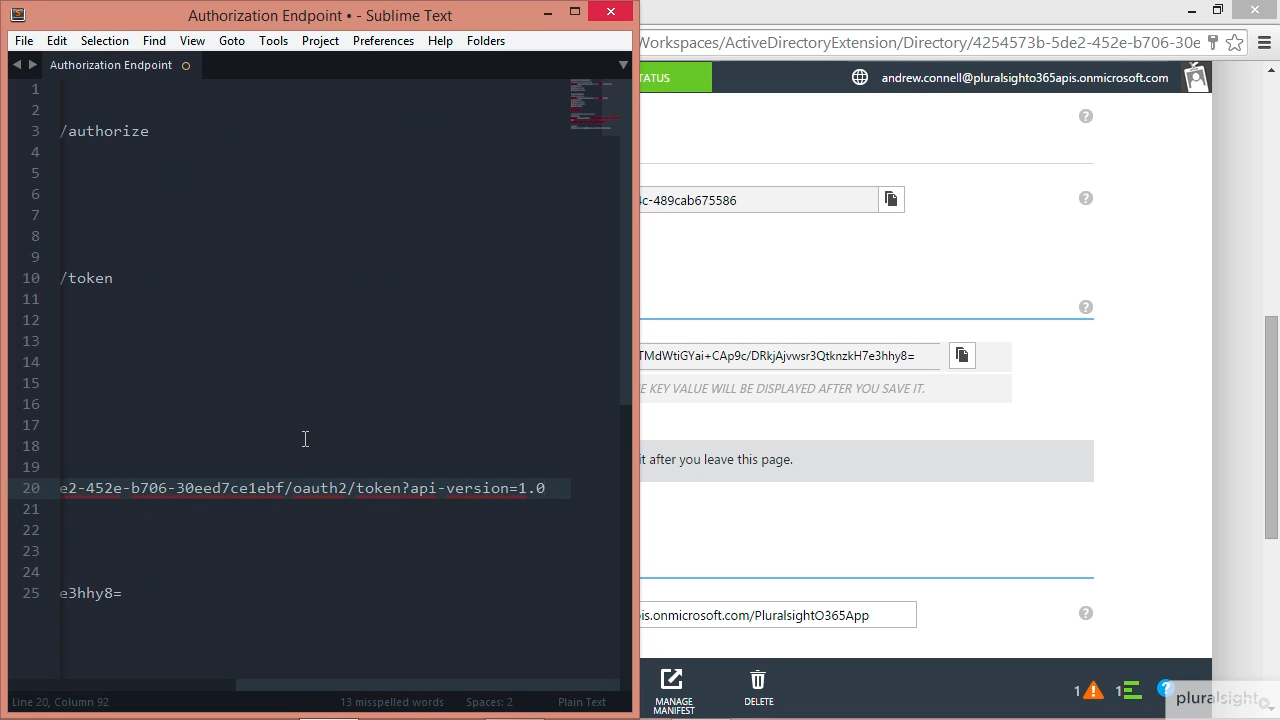 Authorization Endpoint • - Sublime Text
File Edit Selection Find View Goto Tools Project Preferences Help Folders
Authorization Endpoint
1
2
3 /authorize
4
5
6
7
8
9
10 /token
11
12
13
14
15
16
17
18
19
20 e2-452e-b706-30eed7ce1ebf/oauth2/token?api-version=1.0
21
22
23
24
25 e3hhy8=
Line 20, Column 92 13 misspelled words Spaces: 2 Plain Text
Workspaces/ActiveDirectoryExtension/Directory/4254573b-5de2-452e-b706-30e
TATUS andrew.connell@pluralsighto365apis.onmicrosoft.com
?
4c-489cab675586 ?
?
TMdWtiGYai+CAp9c/DRkjAjvwsr3QtknzkH7e3hhy8=
E KEY VALUE WILL BE DISPLAYED AFTER YOU SAVE IT.
it after you leave this page.
pis.onmicrosoft.com/PluralsightO365App ?
MANAGE
MANIFEST
DELETE
1 1 ?
pluralsight